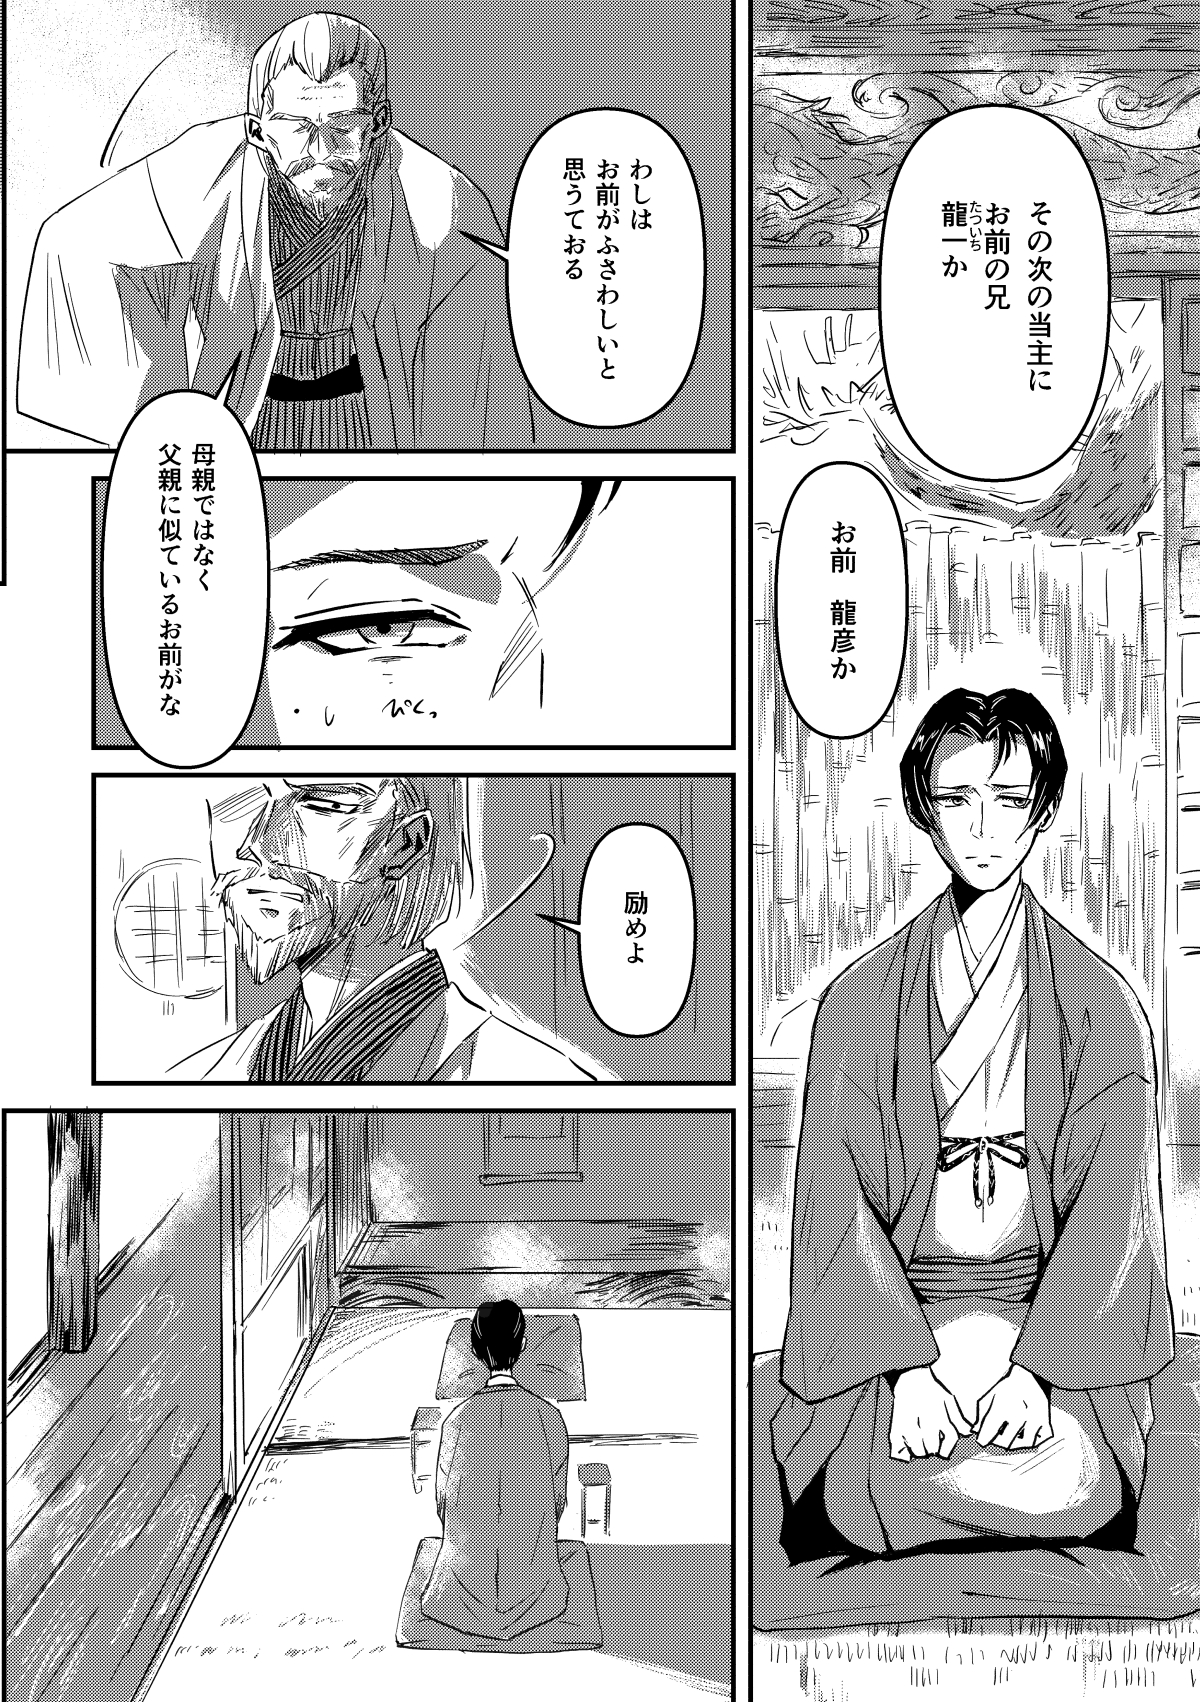 その次の当主に
お前の兄
龍一か
たついち
お前 龍彦か
わしは
お前がふさわしいと
思うておる
母親ではなく
父親に似ているお前がな
ぴくっ
励めよ